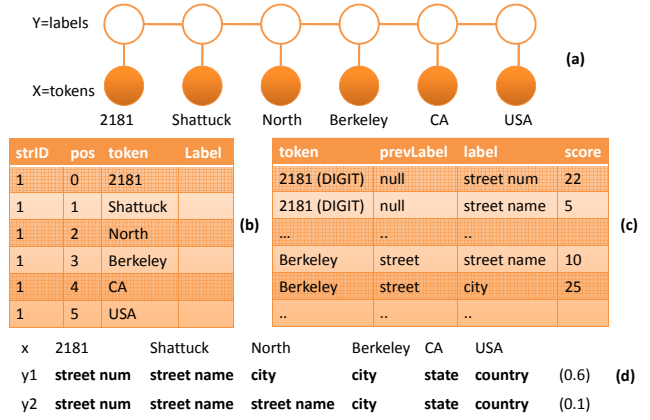 Y=labels
(a)
X=tokens
2181 Shattuck North Berkeley CA USA
strID pos token Label
1 0 2181
1 1 Shattuck
1 2 North
1 3 Berkeley
1 4 CA
1 5 USA
(b)
token prevLabel label score
2181 (DIGIT) null street num 22
2181 (DIGIT) null street name 5
... .. ..
Berkeley street street name 10
Berkeley street city 25
.. .. ..
(c)
x 2181 Shattuck North Berkeley CA USA
y1 street num street name city city state country (0.6)
(d)
y2 street num street name street name city state country (0.1)